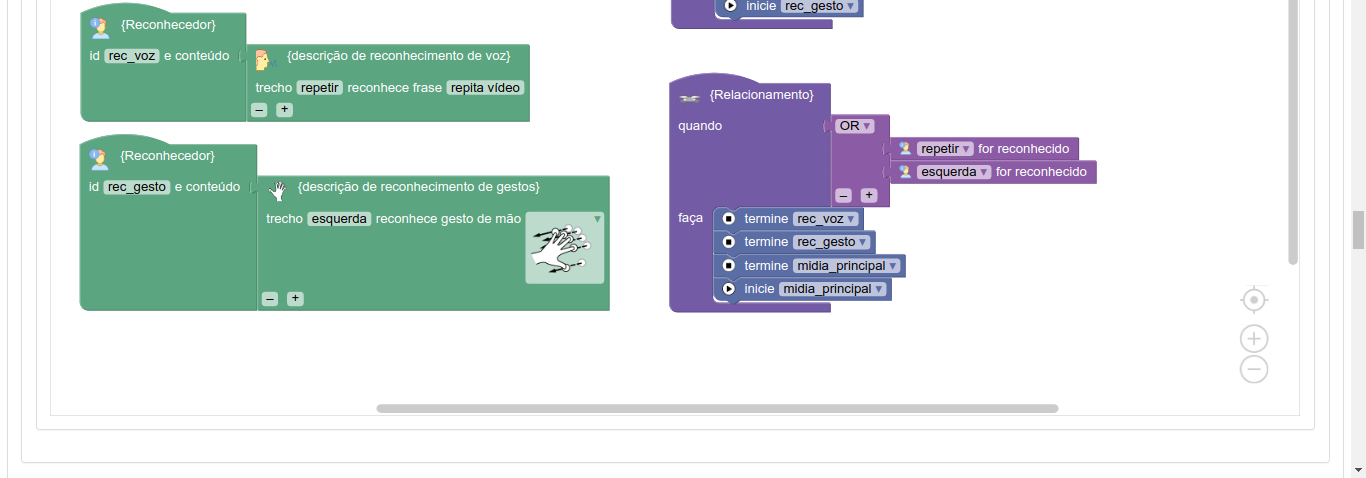 {Reconhecedor}
id rec_voz e conteúdo
{descrição de reconhecimento de voz}
trecho repetir reconhece frase repita vídeo
– +
{Reconhecedor}
id rec_gesto e conteúdo
{descrição de reconhecimento de gestos}
trecho esquerda reconhece gesto de mão
– +
inicie rec_gesto
{Relacionamento}
quando
OR
repetir for reconhecido
esquerda for reconhecido
– +
faça
termine rec_voz
termine rec_gesto
termine midia_principal
inicie midia_principal